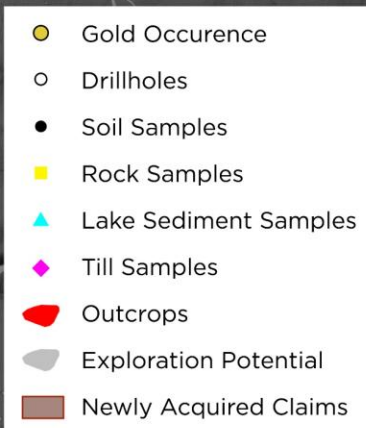 Gold Occurence
Drillholes
Soil Samples
Rock Samples
Lake Sediment Samples
Till Samples
Outcrops
Exploration Potential
Newly Acquired Claims